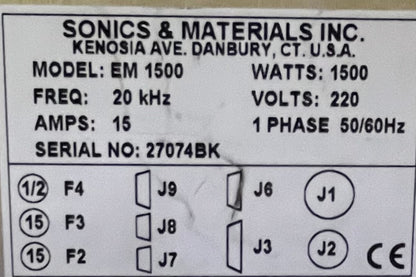 SONICS & MATERIALS INC.
KENOSIA AVE. DANBURY, CT. U.S.A.
MODEL: EM 1500 WATTS: 1500
FREQ: 20 kHz VOLTS: 220
AMPS: 15 1 PHASE 50/60Hz
SERIAL NO: 27074BK
1/2 F4 J9 J6 J1
15 F3 J8
15 F2 J7 J3 J2 CE